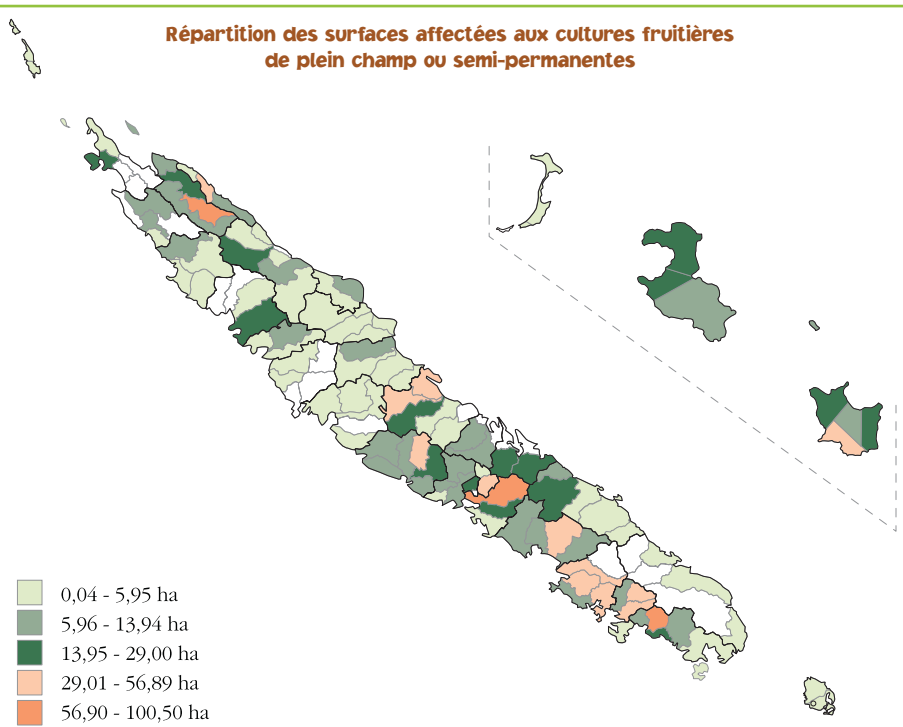 Répartition des surfaces affectées aux cultures fruitières
de plein champ ou semi-permanentes
0,04 - 5,95 ha
5,96 - 13,94 ha
13,95 - 29,00 ha
29,01 - 56,89 ha
56,90 - 100,50 ha